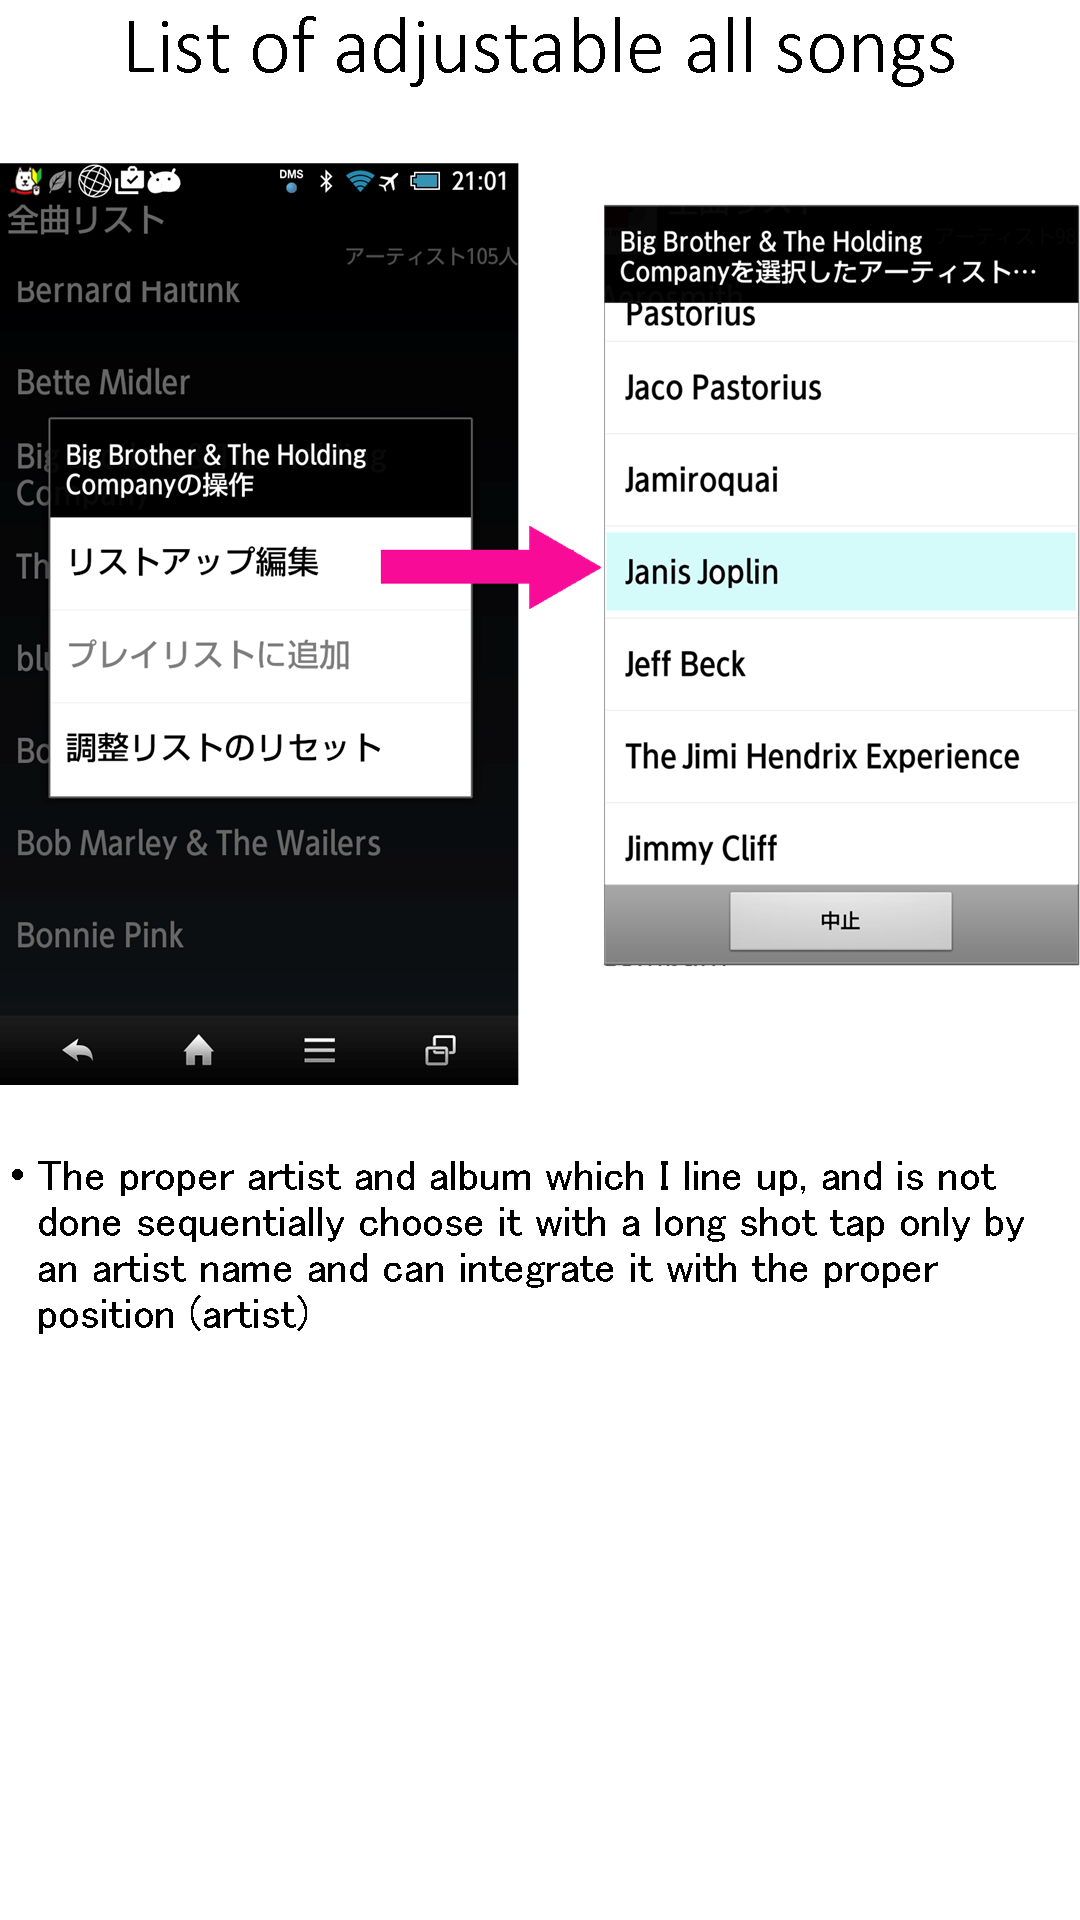 List of adjustable all songs
DMS
21:01
全曲リスト
アーティスト105人
Bernard Haitink
Bette Midler
Big Brother & The Holding
Companyの操作
リストアップ編集
プレイリストに追加
調整リストのリセット
Bob Marley & The Wailers
Bonnie Pink
Big Brother & The Holding
Companyを選択したアーティスト…
Pastorius
Jaco Pastorius
Jamiroquai
Janis Joplin
Jeff Beck
The Jimi Hendrix Experience
Jimmy Cliff
中止
• The proper artist and album which I line up, and is not
done sequentially choose it with a long shot tap only by
an artist name and can integrate it with the proper
position (artist)